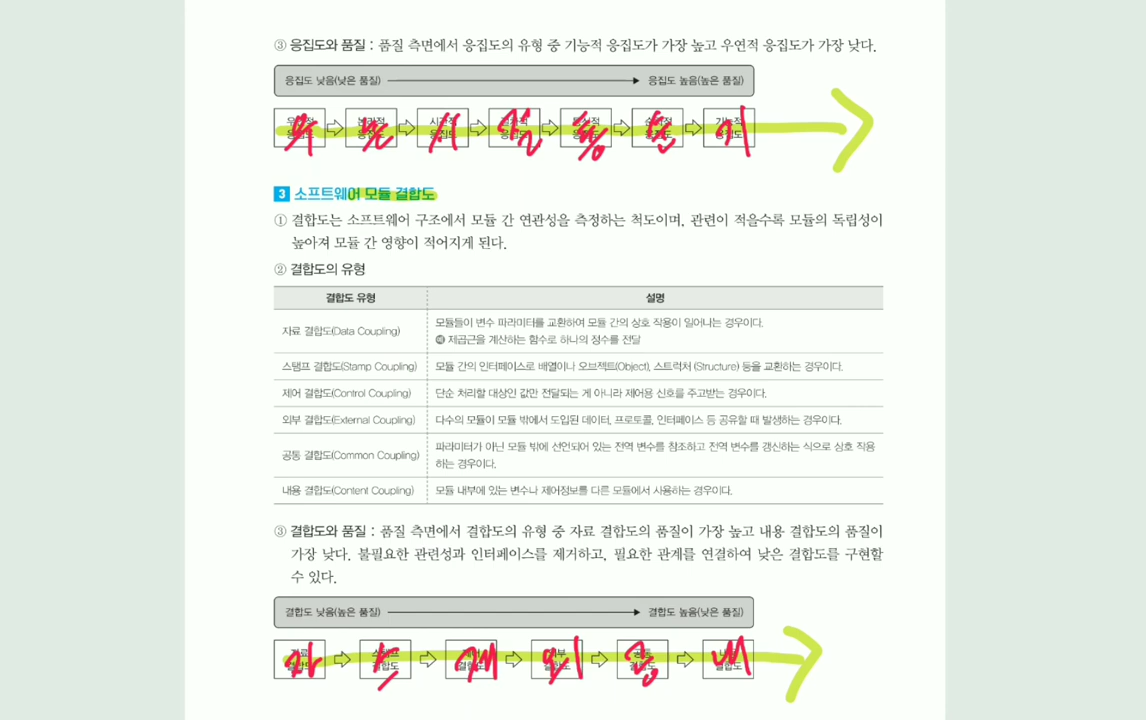 ③ 응집도와 품질 : 품질 측면에서 응집도의 유형 중 기능적 응집도가 가장 높고 우연적 응집도가 가장 낮다.
응집도 낮음(낮은 품질) 응집도 높음(높은 품질)
우 논 시 절 통 순 기
3 소프트웨어 모듈 결합도
① 결합도는 소프트웨어 구조에서 모듈 간 연관성을 측정하는 척도이며, 관련이 적을수록 모듈의 독립성이
높아져 모듈 간 영향이 적어지게 된다.
② 결합도의 유형
결합도 유형 설명
자료 결합도(Data Coupling) 모듈들이 변수 파라미터를 교환하여 모듈 간의 상호 작용이 일어나는 경우이다.
예 제곱근을 계산하는 함수로 하나의 정수를 전달
스탬프 결합도(Stamp Coupling) 모듈 간의 인터페이스로 배열이나 오브젝트(Object), 스트럭처 (Structure) 등을 교환하는 경우이다.
제어 결합도(Control Coupling) 단순 처리할 대상인 값만 전달되는 게 아니라 제어용 신호를 주고받는 경우이다.
외부 결합도(External Coupling) 다수의 모듈이 모듈 밖에서 도입된 데이터, 프로토콜, 인터페이스 등 공유할 때 발생하는 경우이다.
공통 결합도(Common Coupling) 파라미터가 아닌 모듈 밖에 선언되어 있는 전역 변수를 참조하고 전역 변수를 갱신하는 식으로 상호 작용
하는 경우이다.
내용 결합도(Content Coupling) 모듈 내부에 있는 변수나 제어정보를 다른 모듈에서 사용하는 경우이다.
③ 결합도와 품질 : 품질 측면에서 결합도의 유형 중 자료 결합도의 품질이 가장 높고 내용 결합도의 품질이
가장 낮다. 불필요한 관련성과 인터페이스를 제거하고, 필요한 관계를 연결하여 낮은 결합도를 구현할
수 있다.
결합도 낮음(높은 품질) 결합도 높음(낮은 품질)
자 스 제 외 공 내